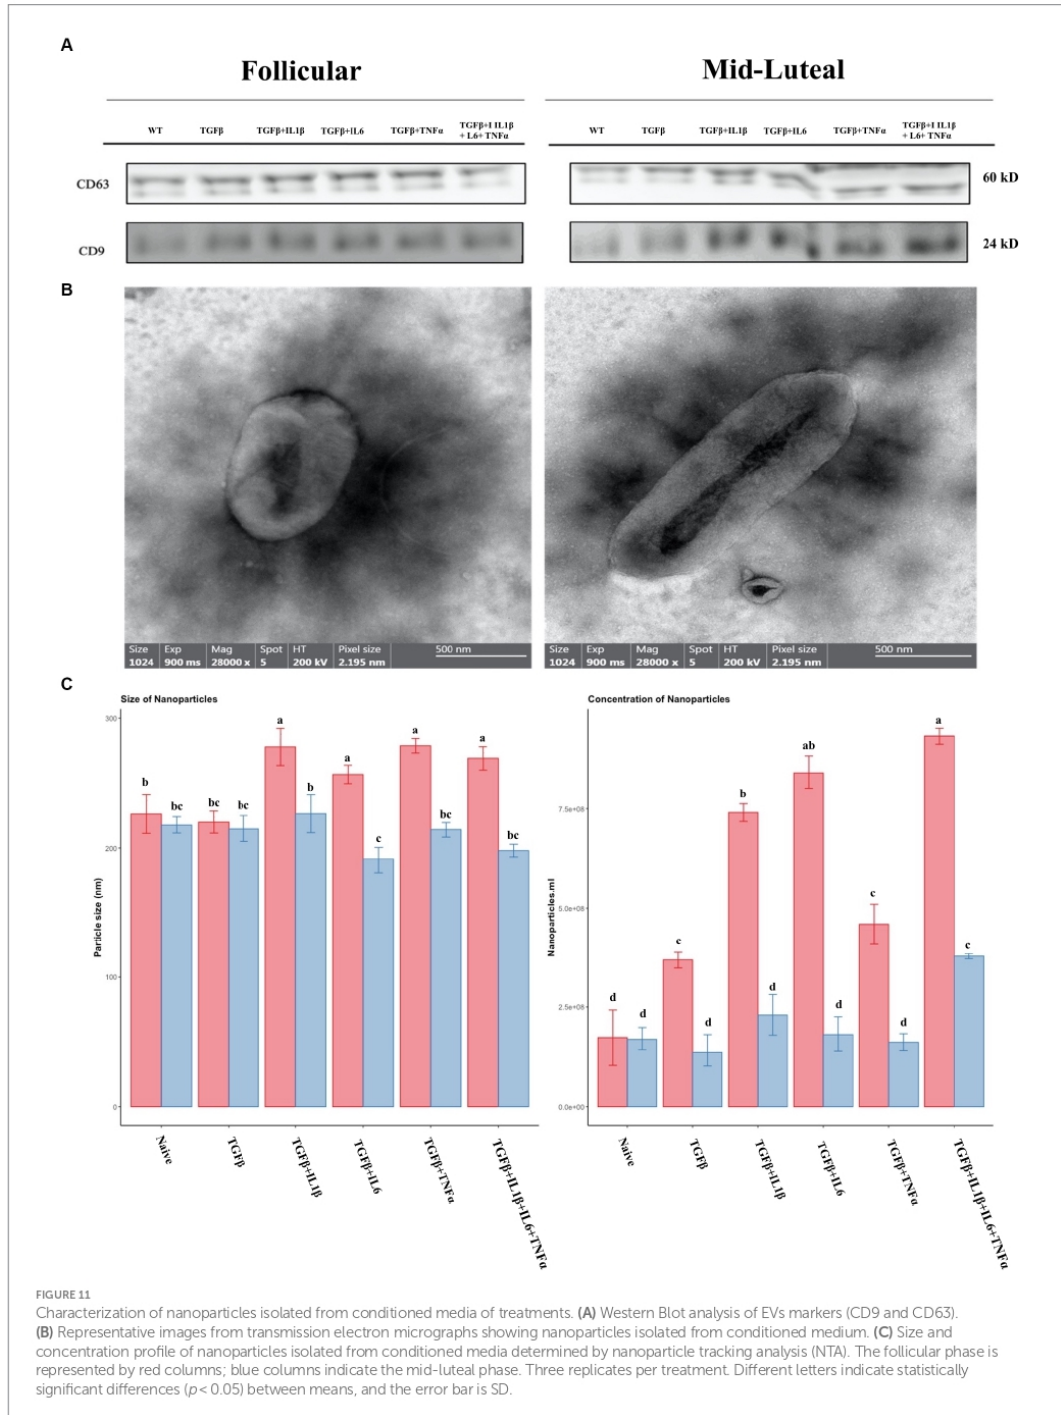 A
Follicular
Mid-Luteal
WT TGFβ TGFβ+IL1β TGFβ+IL6 TGFβ+TNFα TGFβ+I IL1β
+ L6+ TNFα
WT TGFβ TGFβ+IL1β TGFβ+IL6 TGFβ+TNFα TGFβ+I IL1β
+ L6+ TNFα
CD63
60 kD
CD9
24 kD
B
Size Exp Mag Spot HT Pixel size 500 nm
1024 900 ms 28000 x 5 200 kV 2.195 nm
Size Exp Mag Spot HT Pixel size 500 nm
1024 900 ms 28000 x 5 200 kV 2.195 nm
C
Size of Nanoparticles
300
200
100
0
Particle size (nm)
b bc bc bc a b a c a bc a bc
Naive
TGFβ
TGFβ+IL1β
TGFβ+IL6
TGFβ+TNFα
TGFβ+IL1β+IL6+TNFα
Concentration of Nanoparticles
7.5e+08
5.0e+08
2.5e+08
0.0e+00
Nanoparticles.ml
d d c d b d ab d c d a c
Naive
TGFβ
TGFβ+IL1β
TGFβ+IL6
TGFβ+TNFα
TGFβ+IL1β+IL6+TNFα
FIGURE 11
Characterization of nanoparticles isolated from conditioned media of treatments. (A) Western Blot analysis of EVs markers (CD9 and CD63).
(B) Representative images from transmission electron micrographs showing nanoparticles isolated from conditioned medium. (C) Size and
concentration profile of nanoparticles isolated from conditioned media determined by nanoparticle tracking analysis (NTA). The follicular phase is
represented by red columns; blue columns indicate the mid-luteal phase. Three replicates per treatment. Different letters indicate statistically
significant differences (p < 0.05) between means, and the error bar is SD.